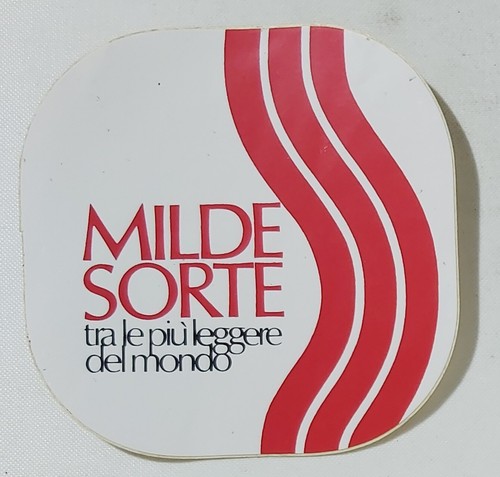 MILDE
SORTE
tra le più leggere
del mondo